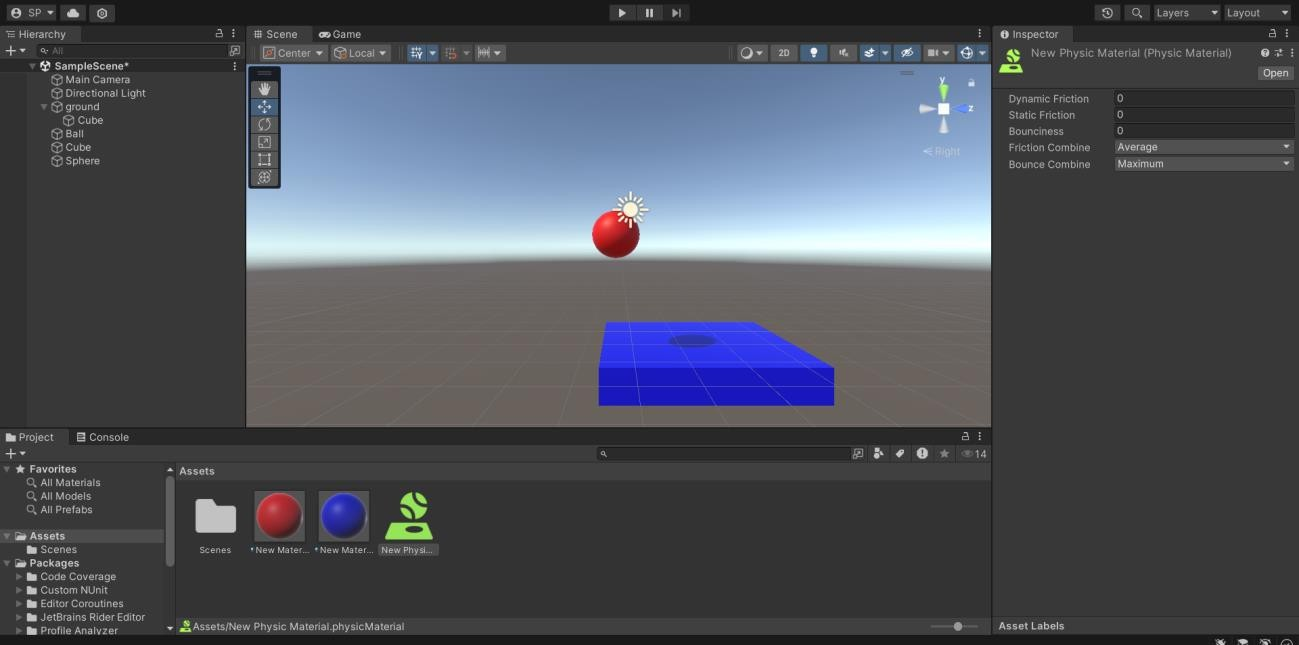 SP
Layers
Layout
Hierarchy
All
SampleScene*
Main Camera
Directional Light
ground
Cube
Ball
Cube
Sphere
Scene
Game
Center
Local
2D
y
z
Right
Inspector
New Physic Material (Physic Material)
Open
Dynamic Friction 0
Static Friction 0
Bounciness 0
Friction Combine Average
Bounce Combine Maximum
Project
Console
14
Favorites
All Materials
All Models
All Prefabs
Assets
Scenes
Packages
Code Coverage
Custom NUnit
Editor Coroutines
JetBrains Rider Editor
Profile Analyzer
Assets
Scenes
New Mater...
New Mater...
New Physi...
Assets/New Physic Material.physicMaterial
Asset Labels